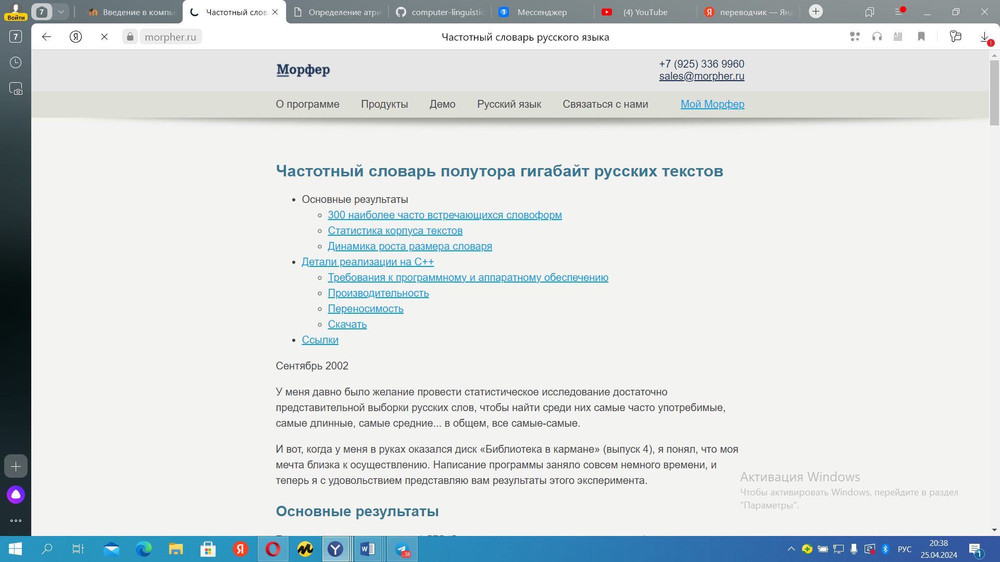 Войти
7
Введение в компь
Частотный слова
Определение атри
computer-linguistic
Мессенджер
(4) YouTube
переводчик — Янд
7
morpher.ru
Частотный словарь русского языка
Морфер
+7 (925) 336 9960
sales@morpher.ru
О программе
Продукты
Демо
Русский язык
Связаться с нами
Мой Морфер
Частотный словарь полутора гигабайт русских текстов
Основные результаты
300 наиболее часто встречающихся словоформ
Статистика корпуса текстов
Динамика роста размера словаря
Детали реализации на C++
Требования к программному и аппаратному обеспечению
Производительность
Переносимость
Скачать
Ссылки
Сентябрь 2002
У меня давно было желание провести статистическое исследование достаточно
представительной выборки русских слов, чтобы найти среди них самые часто употребимые,
самые длинные, самые средние... в общем, все самые-самые.
И вот, когда у меня в руках оказался диск «Библиотека в кармане» (выпуск 4), я понял, что моя
мечта близка к осуществлению. Написание программы заняло совсем немного времени, и
теперь я с удовольствием представляю вам результаты этого эксперимента.
Основные результаты
Активация Windows
Чтобы активировать Windows, перейдите в раздел
"Параметры".
..38
РУС
20:38
25.04.2024
1